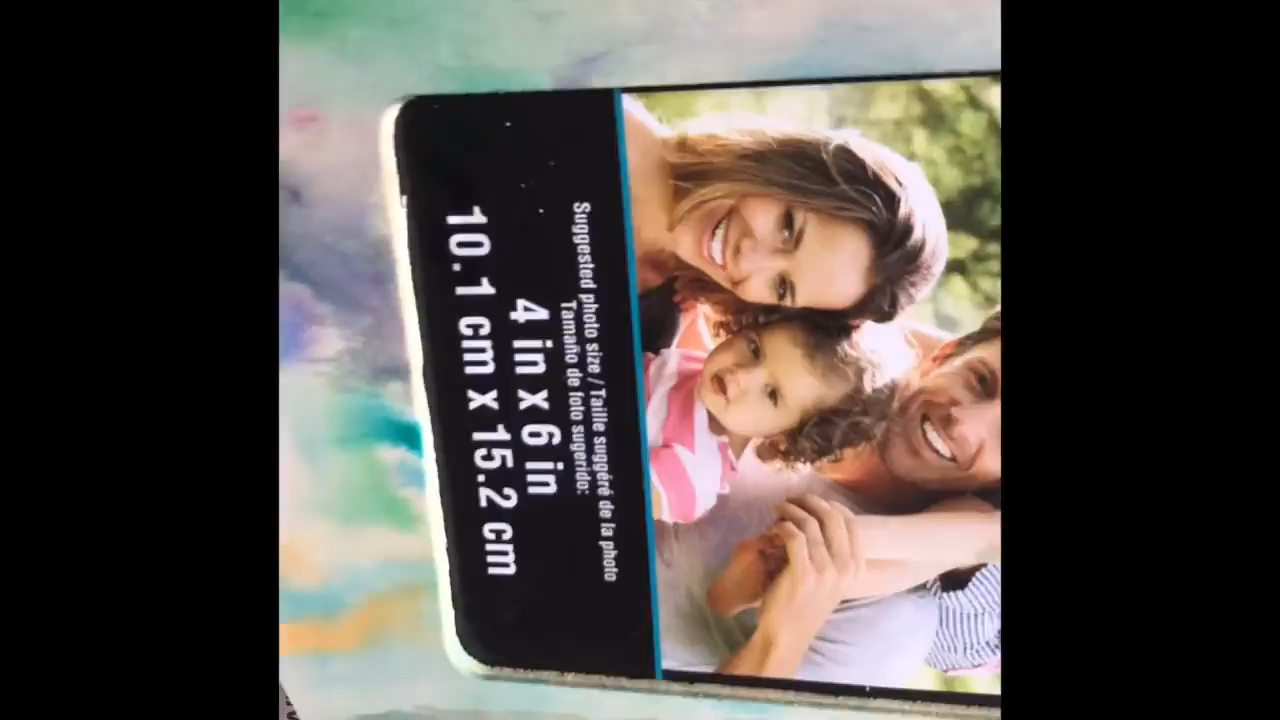 Suggested photo size / Taille suggéré de la photo
Tamaño de foto sugerido:
4 in x 6 in
10.1 cm x 15.2 cm